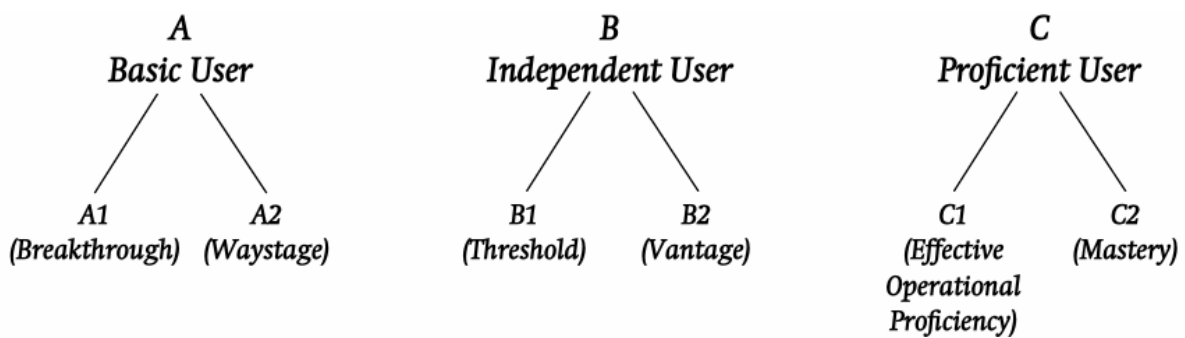 A
Basic User
A1
(Breakthrough)
A2
(Waystage)
B
Independent User
B1
(Threshold)
B2
(Vantage)
C
Proficient User
C1
(Effective
Operational
Proficiency)
C2
(Mastery)